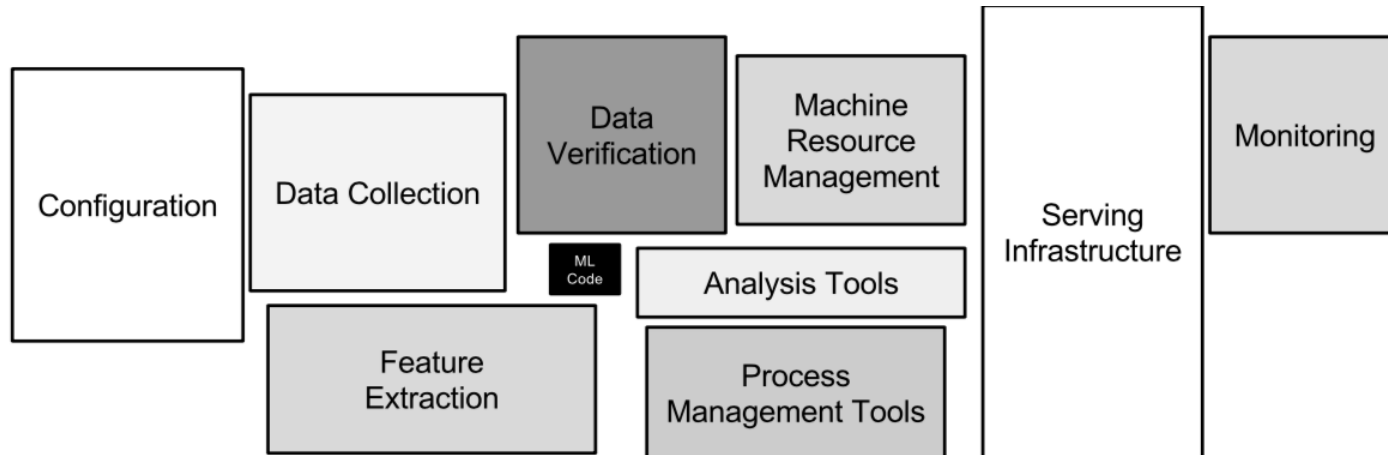 Configuration
Data Collection
Data
Verification
Machine
Resource
Management
Monitoring
Serving
Infrastructure
ML
Code
Analysis Tools
Feature
Extraction
Process
Management Tools